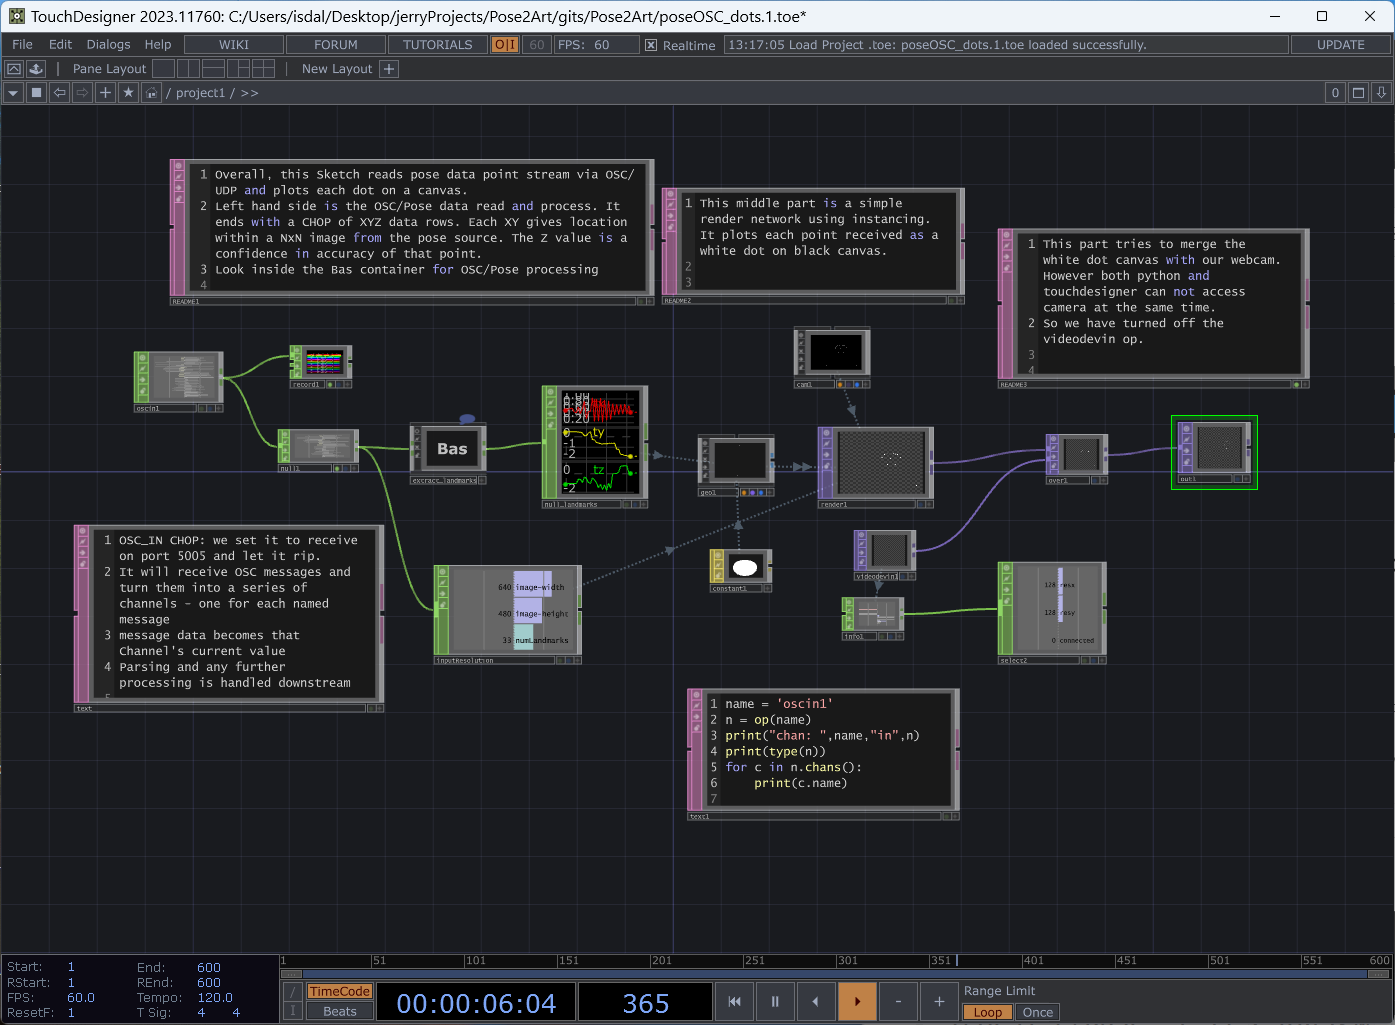 TouchDesigner 2023.11760: C:/Users/isdal/Desktop/jerryProjects/Pose2Art/gits/Pose2Art/poseOSC_dots.1.toe*
File Edit Dialogs Help WIKI FORUM TUTORIALS O|I 60 FPS: 60 Realtime 13:17:05 Load Project .toe: poseOSC_dots.1.toe loaded successfully. UPDATE
Pane Layout New Layout +
/ project1 / >> 0
1 Overall, this Sketch reads pose data point stream via OSC/
UDP and plots each dot on a canvas.
2 Left hand side is the OSC/Pose data read and process. It
ends with a CHOP of XYZ data rows. Each XY gives location
within a NxN image from the pose source. The Z value is a
confidence in accuracy of that point.
3 Look inside the Bas container for OSC/Pose processing
4
README1
1 This middle part is a simple
render network using instancing.
It plots each point received as a
white dot on black canvas.
2
3
README2
1 This part tries to merge the
white dot canvas with our webcam.
However both python and
touchdesigner can not access
camera at the same time.
2 So we have turned off the
videodevin op.
3
4
README3
oscin1
record1
null1
Bas
1.00
0.80
0.20
ty
-1
-2
0
tz
-2
cam1
geo1
render1
over1
out1
constant1
videodevin1
info1
128 resx
128 resy
0 connected
select2
640 image-width
480 image-height
33 numLandmarks
inputResolution
1 OSC_IN CHOP: we set it to receive
on port 5005 and let it rip.
2 It will receive OSC messages and
turn them into a series of
channels - one for each named
message
3 message data becomes that
Channel's current value
4 Parsing and any further
processing is handled downstream
text
1 name = 'oscin1'
2 n = op(name)
3 print("chan: ",name,"in",n)
4 print(type(n))
5 for c in n.chans():
6 print(c.name)
7
text1
1 51 101 151 201 251 301 351 401 451 501 551 600
Start: 1 End: 600
RStart: 1 REnd: 600
FPS: 60.0 Tempo: 120.0
ResetF: 1 T Sig: 4 4
/ TimeCode
I Beats
00:00:06:04 365
- +
Range Limit
Loop Once